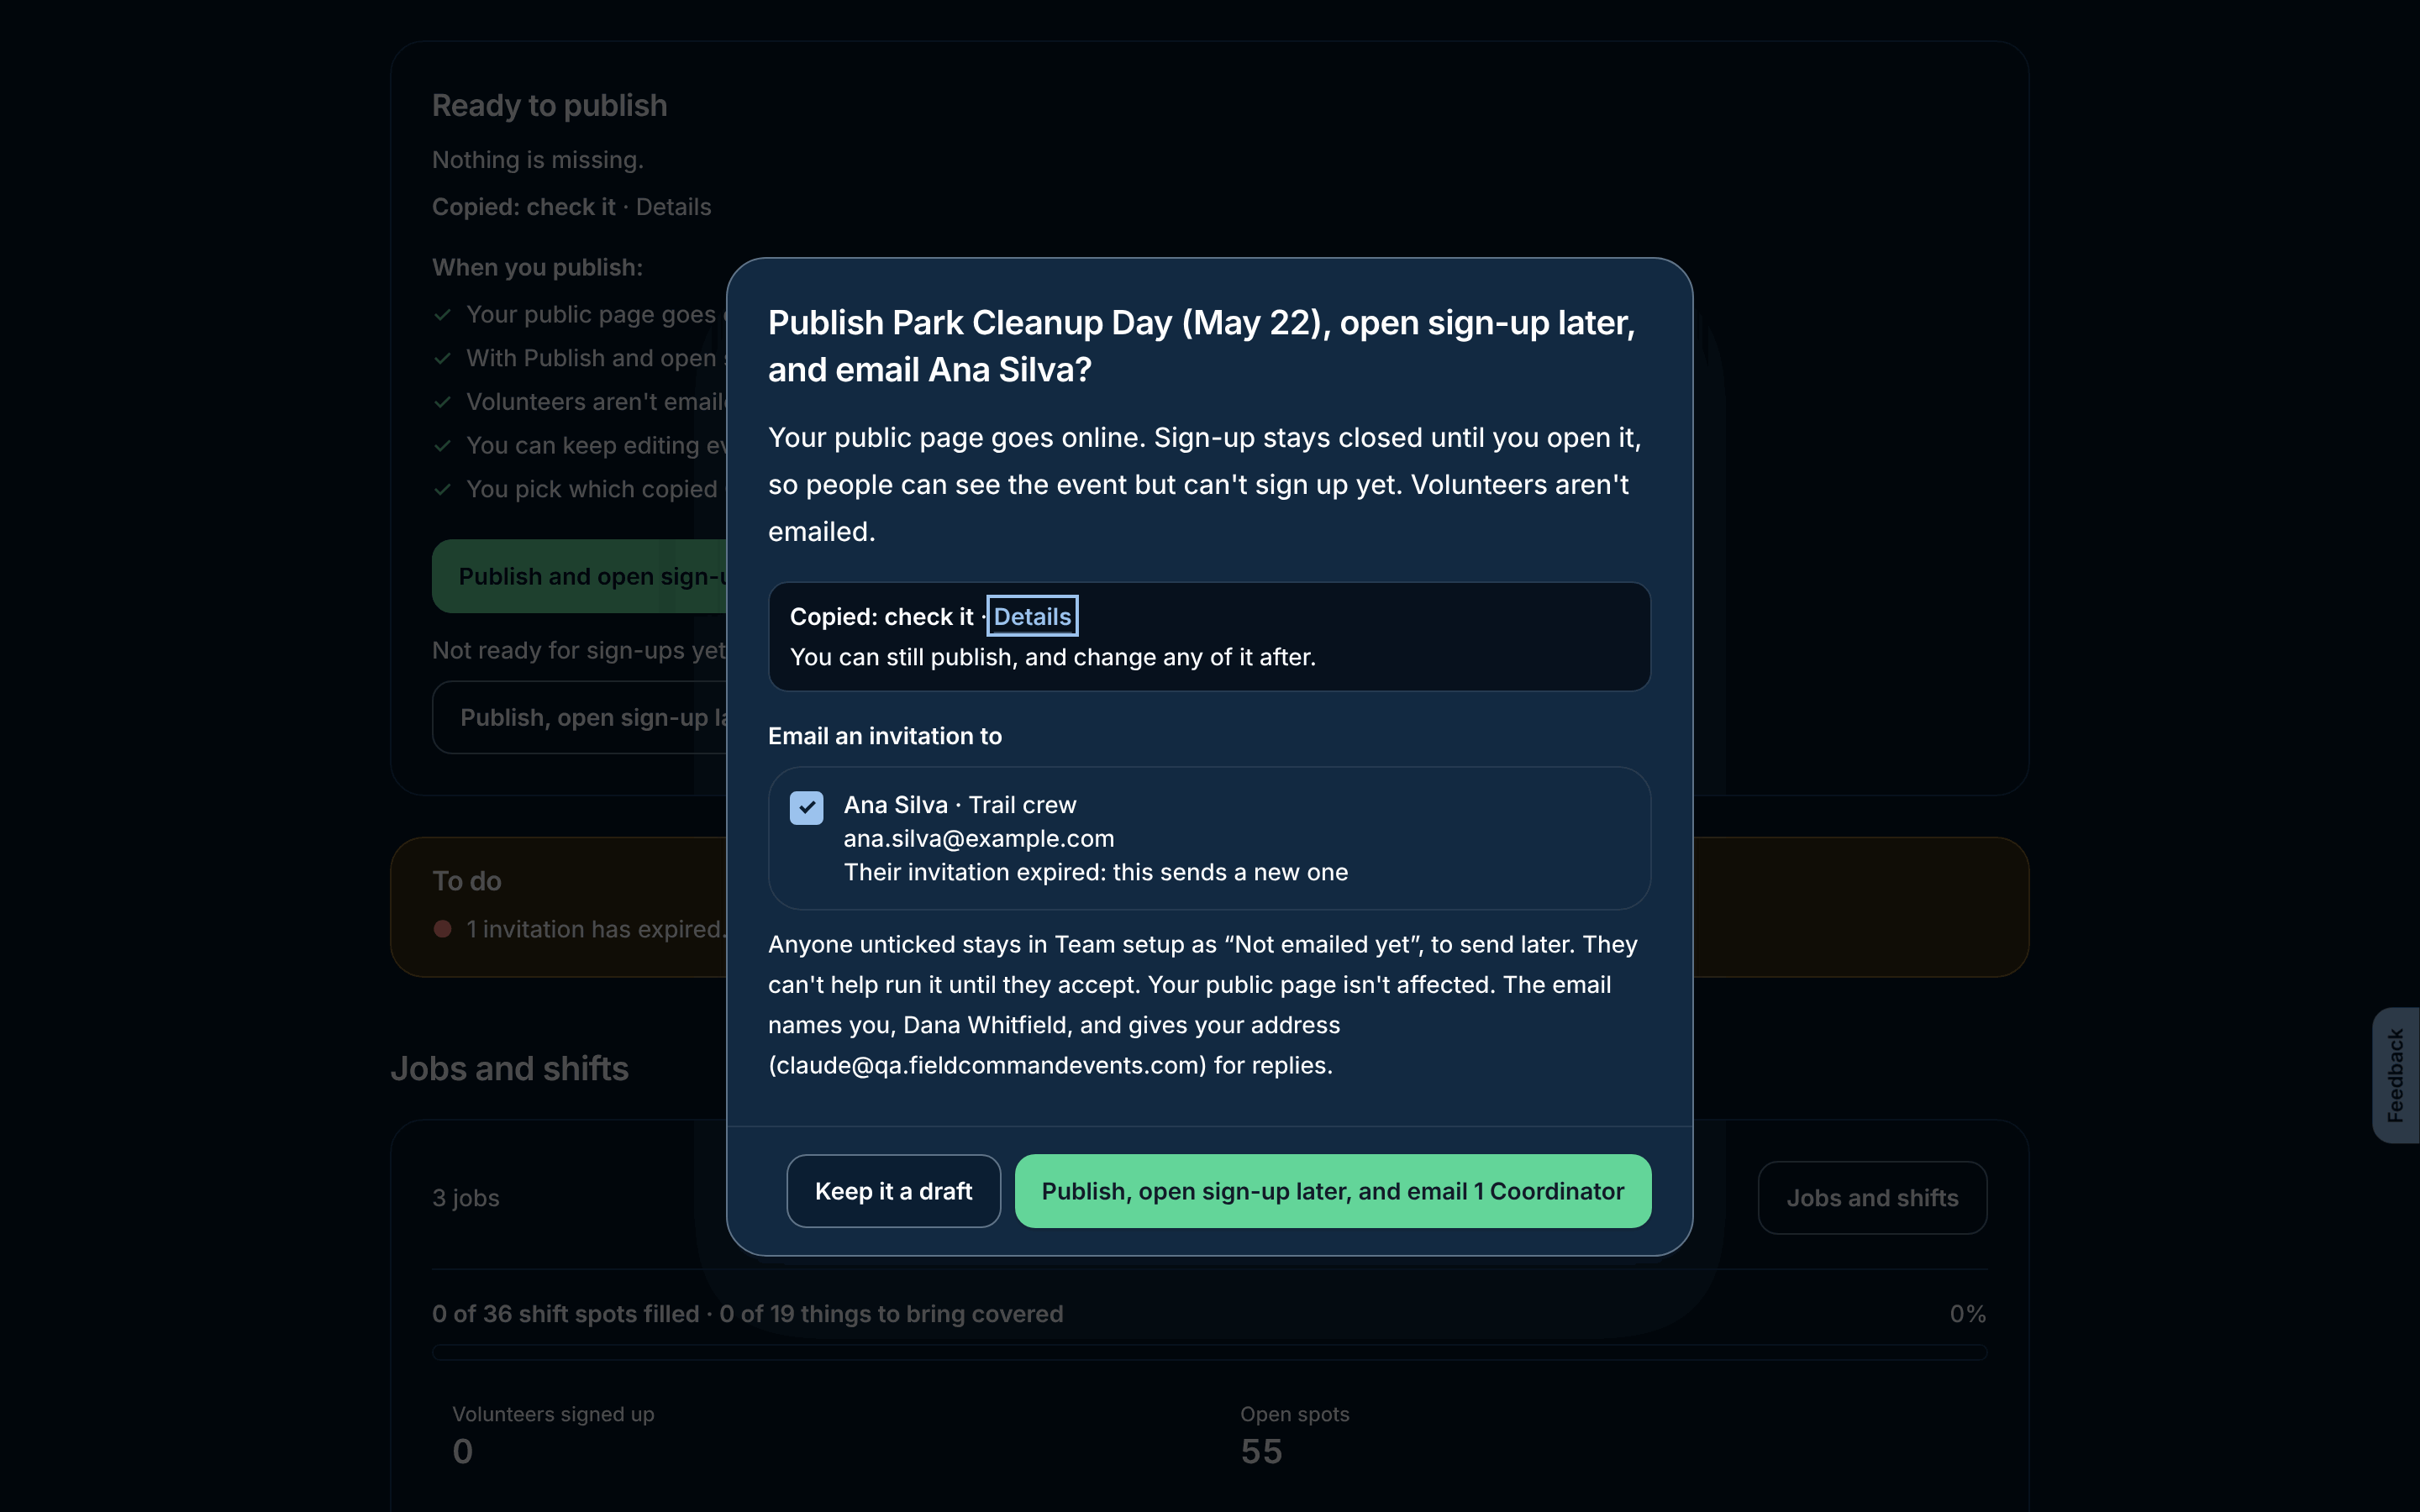 Ready to publish
Nothing is missing.
Copied: check it · Details
When you publish:
Your public page goes
With Publish and open
Volunteers aren't
You can keep editing
You pick which copied
Publish and open
Not ready for sign-ups yet
Publish, open sign-up
To do
1 invitation has expired.
Publish Park Cleanup Day (May 22), open sign-up later,
and email Ana Silva?
Your public page goes online. Sign-up stays closed until you open it,
so people can see the event but can't sign up yet. Volunteers aren't
emailed.
Copied: check it · Details
You can still publish, and change any of it after.
Email an invitation to
Ana Silva · Trail crew
ana.silva@example.com
Their invitation expired: this sends a new one
Anyone unticked stays in Team setup as “Not emailed yet”, to send later. They
can't help run it until they accept. Your public page isn't affected. The email
names you, Dana Whitfield, and gives your address
(claude@qa.fieldcommandevents.com) for replies.
Keep it a draft
Publish, open sign-up later, and email 1 Coordinator
Feedback
Jobs and shifts
3 jobs
Jobs and shifts
0 of 36 shift spots filled · 0 of 19 things to bring covered
0%
Volunteers signed up
0
Open spots
55